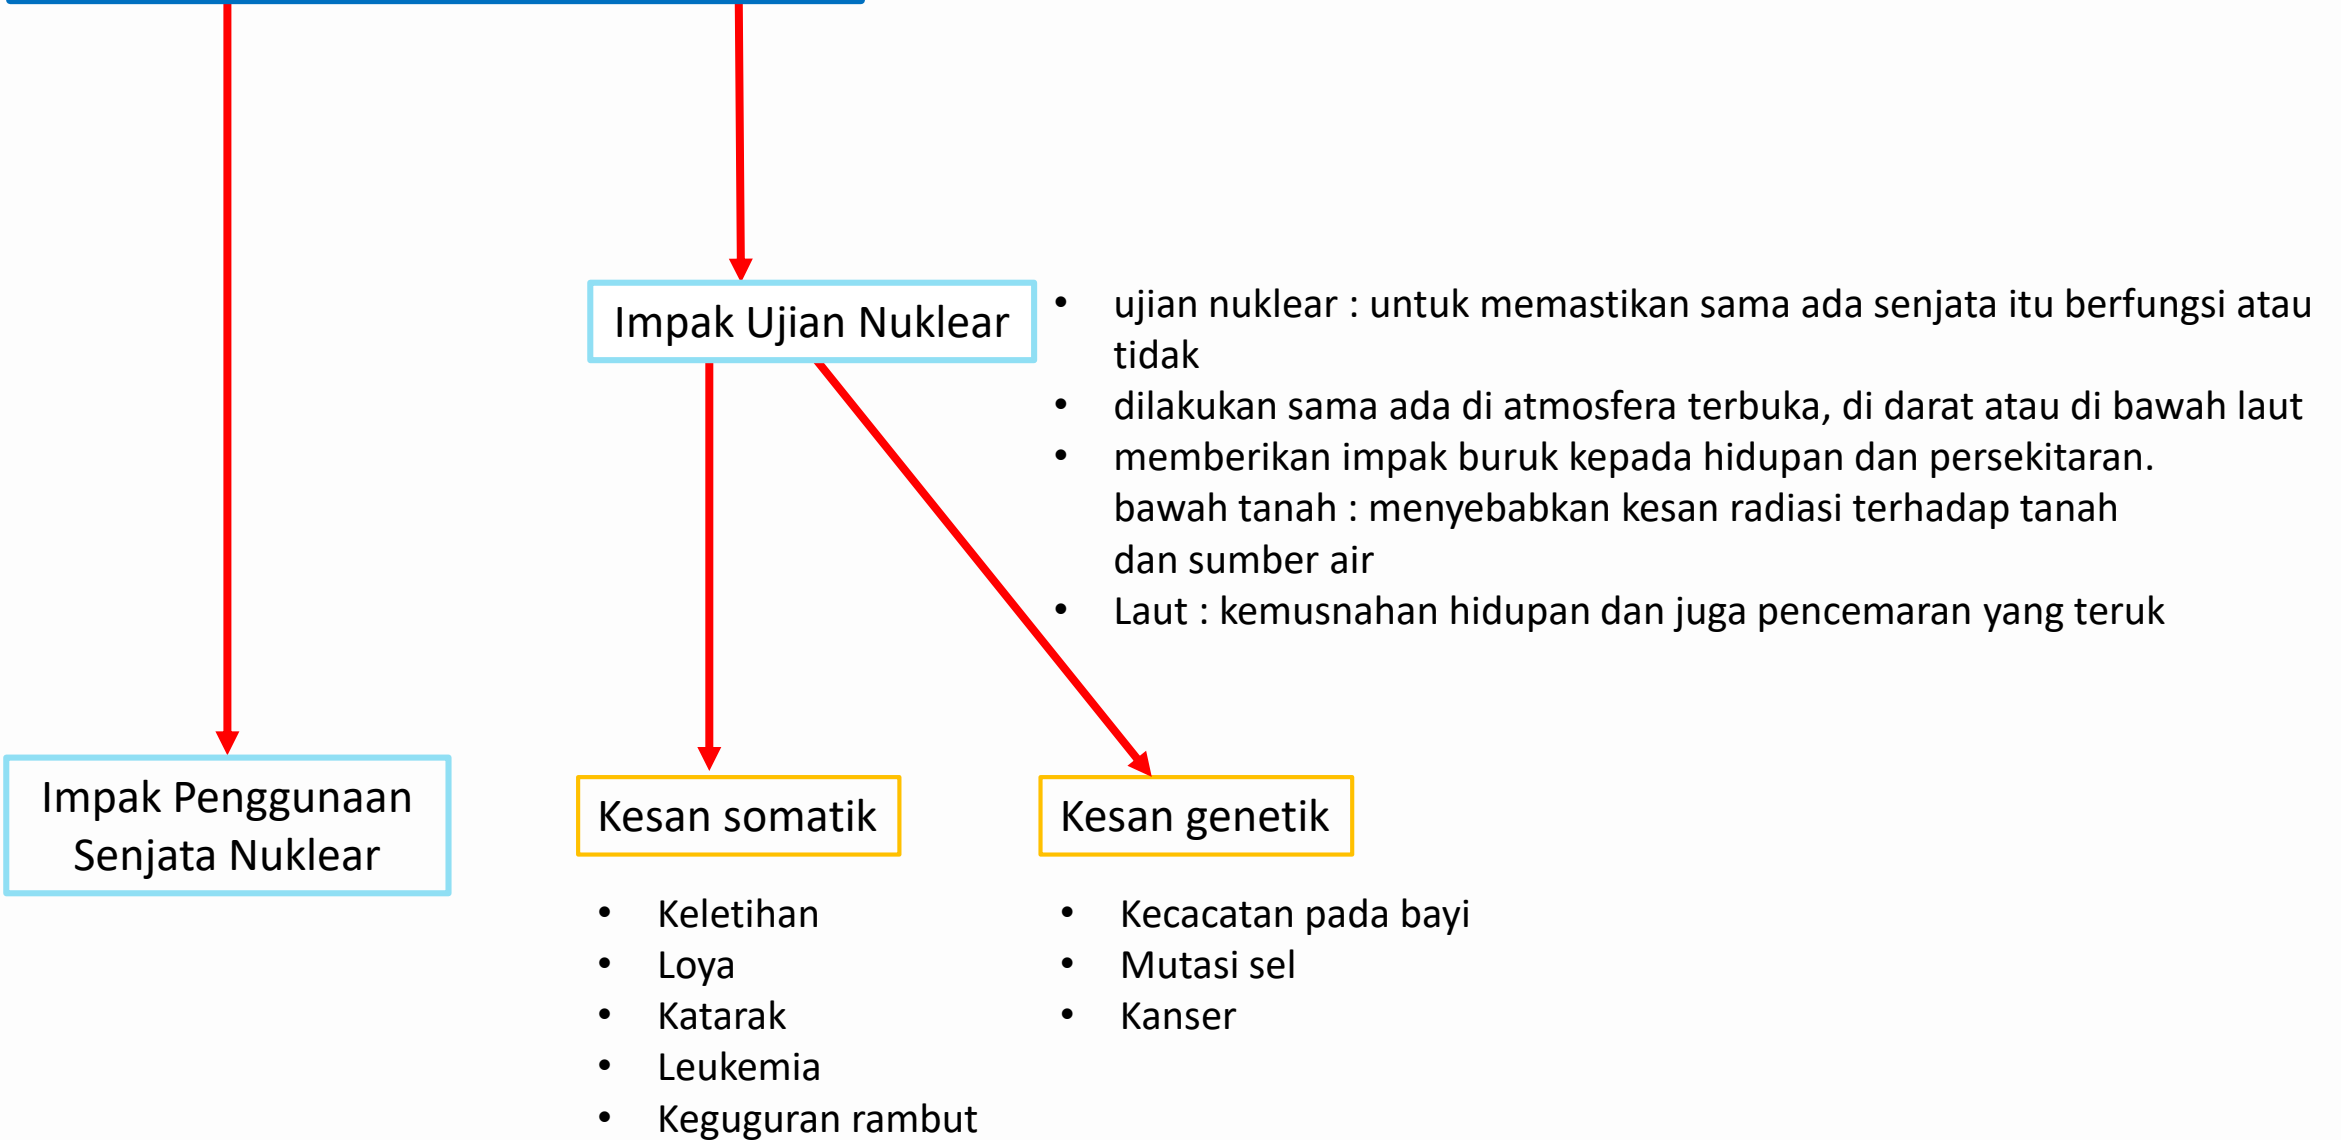 Impak Ujian Nuklear
• ujian nuklear : untuk memastikan sama ada senjata itu berfungsi atau
tidak
• dilakukan sama ada di atmosfera terbuka, di darat atau di bawah laut
• memberikan impak buruk kepada hidupan dan persekitaran.
bawah tanah : menyebabkan kesan radiasi terhadap tanah
dan sumber air
• Laut : kemusnahan hidupan dan juga pencemaran yang teruk
Impak Penggunaan
Senjata Nuklear
Kesan somatik
• Keletihan
• Loya
• Katarak
• Leukemia
• Keguguran rambut
Kesan genetik
• Kecacatan pada bayi
• Mutasi sel
• Kanser